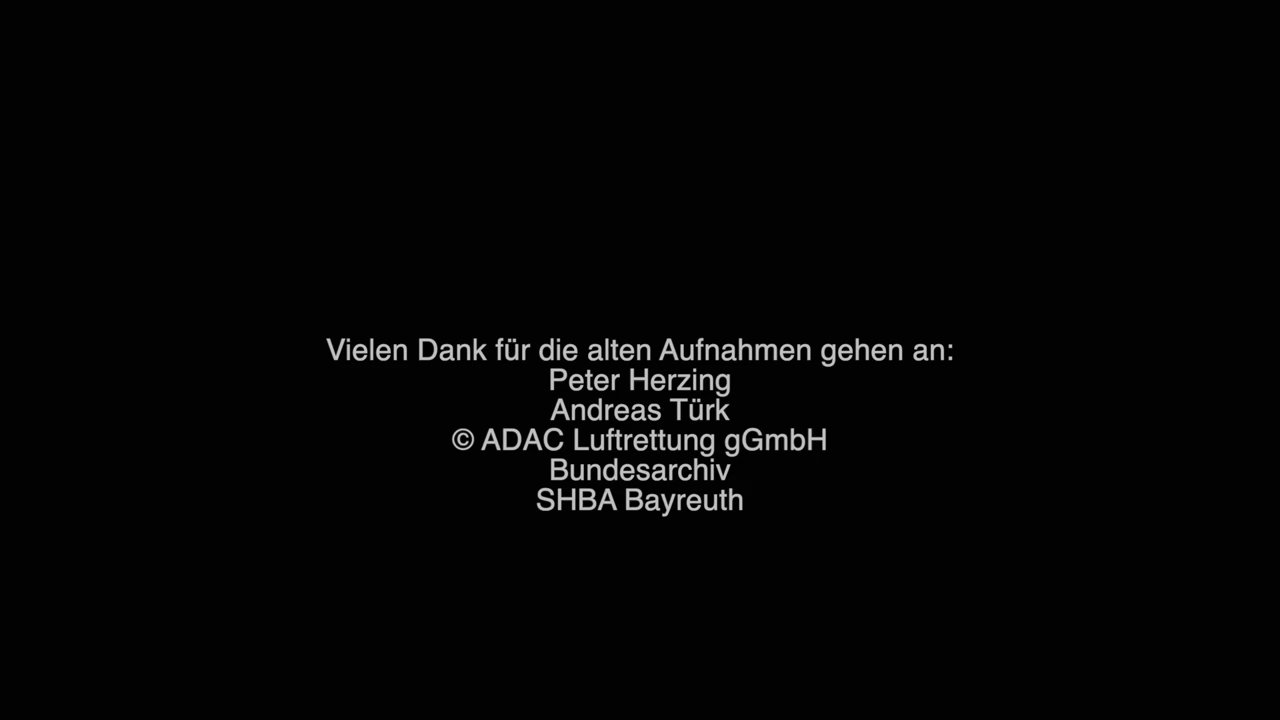 Vielen Dank für die alten Aufnahmen gehen an:
Peter Herzing
Andreas Türk
© ADAC Luftrettung gGmbH
Bundesarchiv
SHBA Bayreuth